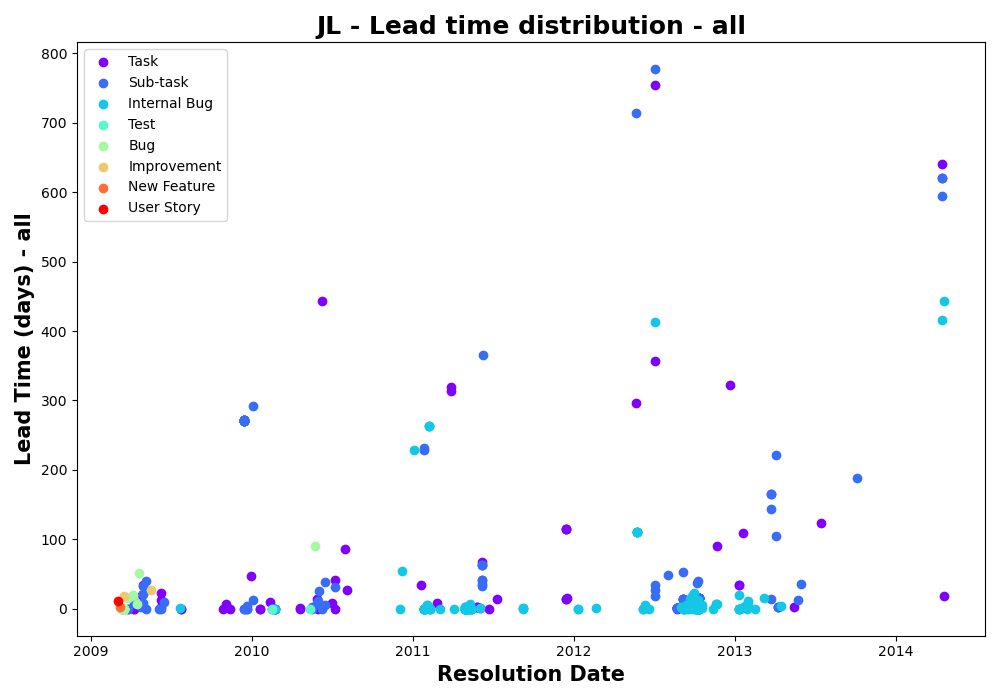 JL - Lead time distribution - all
Task
Sub-task
Internal Bug
Test
Bug
Improvement
New Feature
User Story
Lead Time (days) - all
800
700
600
500
400
300
200
100
0
2009
2010
2011
2012
2013
2014
Resolution Date